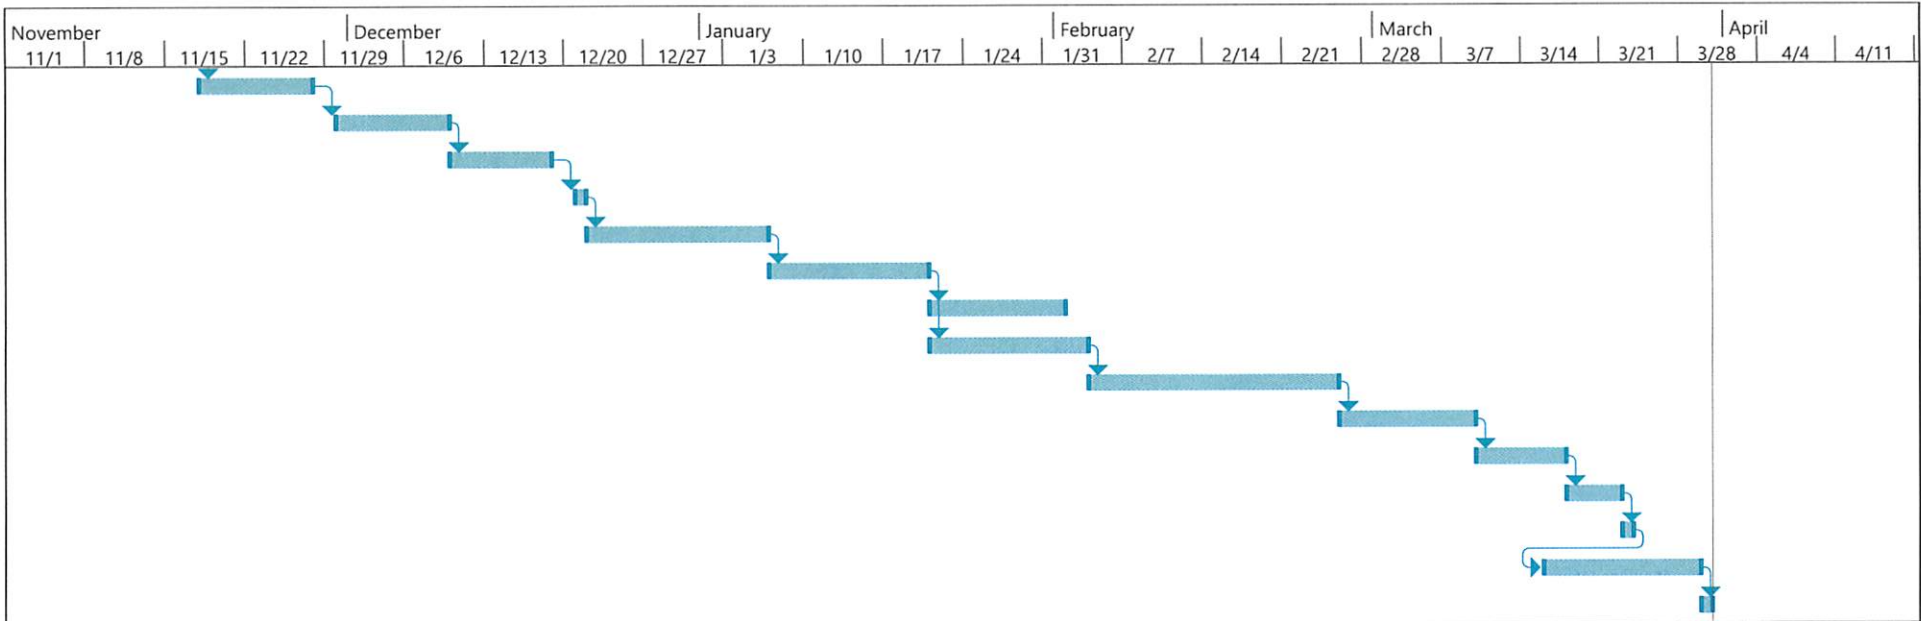 November December January February March April
11/1 11/8 11/15 11/22 11/29 12/6 12/13 12/20 12/27 1/3 1/10 1/17 1/24 1/31 2/7 2/14 2/21 2/28 3/7 3/14 3/21 3/28 4/4 4/11